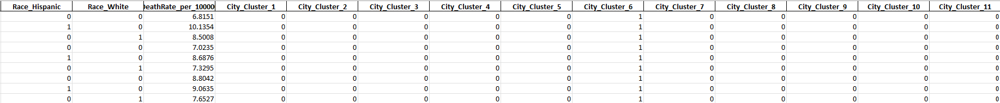 Race_Hispanic Race_White DeathRate_per_10000 City_Cluster_1 City_Cluster_2 City_Cluster_3 City_Cluster_4 City_Cluster_5 City_Cluster_6 City_Cluster_7 City_Cluster_8 City_Cluster_9 City_Cluster_10 City_Cluster_11
0 0 6.8151 0 0 0 0 0 1 0 0 0 0 0
1 0 10.1354 0 0 0 0 0 1 0 0 0 0 0
0 1 8.5008 0 0 0 0 0 1 0 0 0 0 0
0 0 7.0235 0 0 0 0 0 1 0 0 0 0 0
1 0 8.6876 0 0 0 0 0 1 0 0 0 0 0
0 1 7.3295 0 0 0 0 0 1 0 0 0 0 0
0 0 8.8042 0 0 0 0 0 1 0 0 0 0 0
1 0 9.0635 0 0 0 0 0 1 0 0 0 0 0
0 1 7.6527 0 0 0 0 0 1 0 0 0 0 0